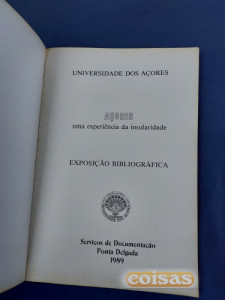 UNIVERSIDADE DOS AÇORES
AÇORES
uma experiência da insularidade
EXPOSIÇÃO BIBLIOGRÁFICA
Serviços de Documentação
Ponta Delgada
1989
coisas